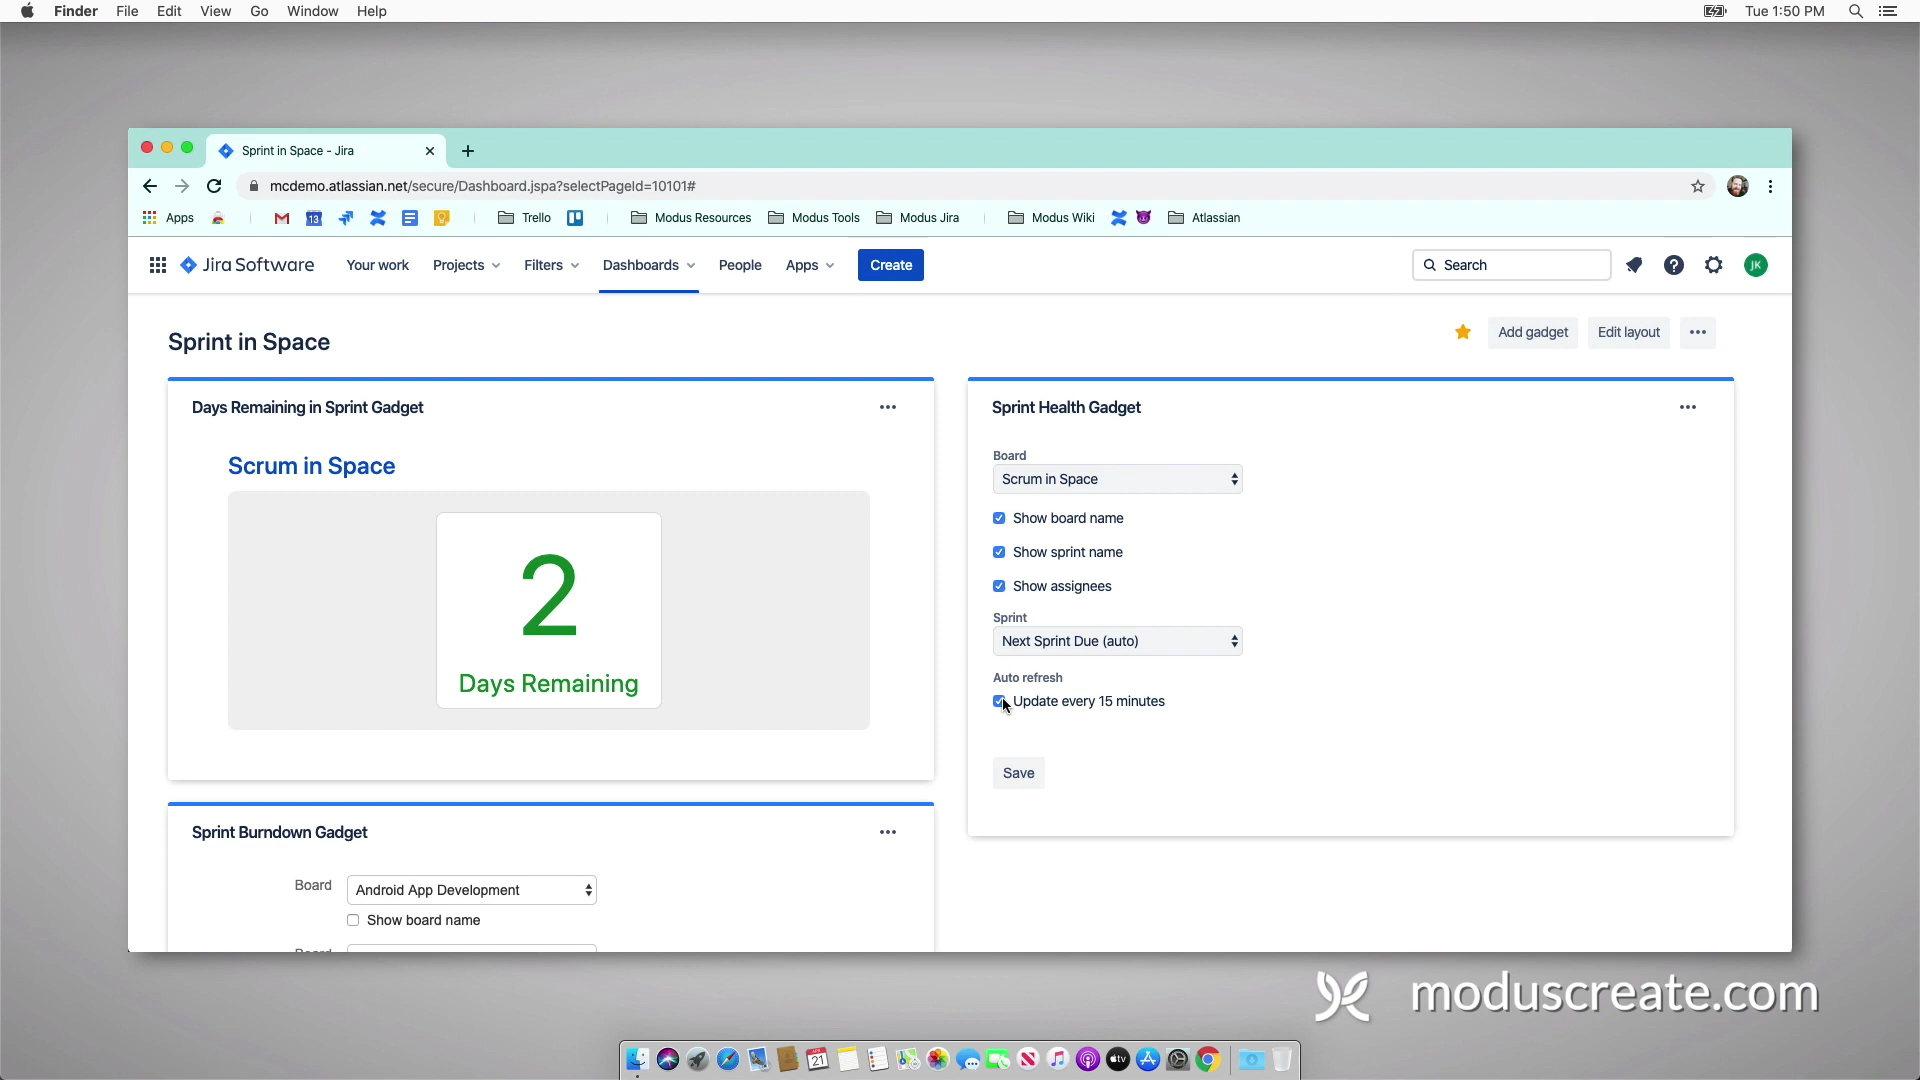 Finder File Edit View Go Window Help
Tue 1:50 PM
Sprint in Space - Jira
mcdemo.atlassian.net/secure/Dashboard.jspa?selectPageId=10101#
Apps
13
Trello
Modus Resources
Modus Tools
Modus Jira
Modus Wiki
Atlassian
Jira Software
Your work
Projects
Filters
Dashboards
People
Apps
Create
Search
JK
Sprint in Space
Add gadget
Edit layout
Days Remaining in Sprint Gadget
Scrum in Space
2
Days Remaining
Sprint Health Gadget
Board
Scrum in Space
Show board name
Show sprint name
Show assignees
Sprint
Next Sprint Due (auto)
Auto refresh
Update every 15 minutes
Save
Sprint Burndown Gadget
Board
Android App Development
Show board name
moduscreate.com
21
tv